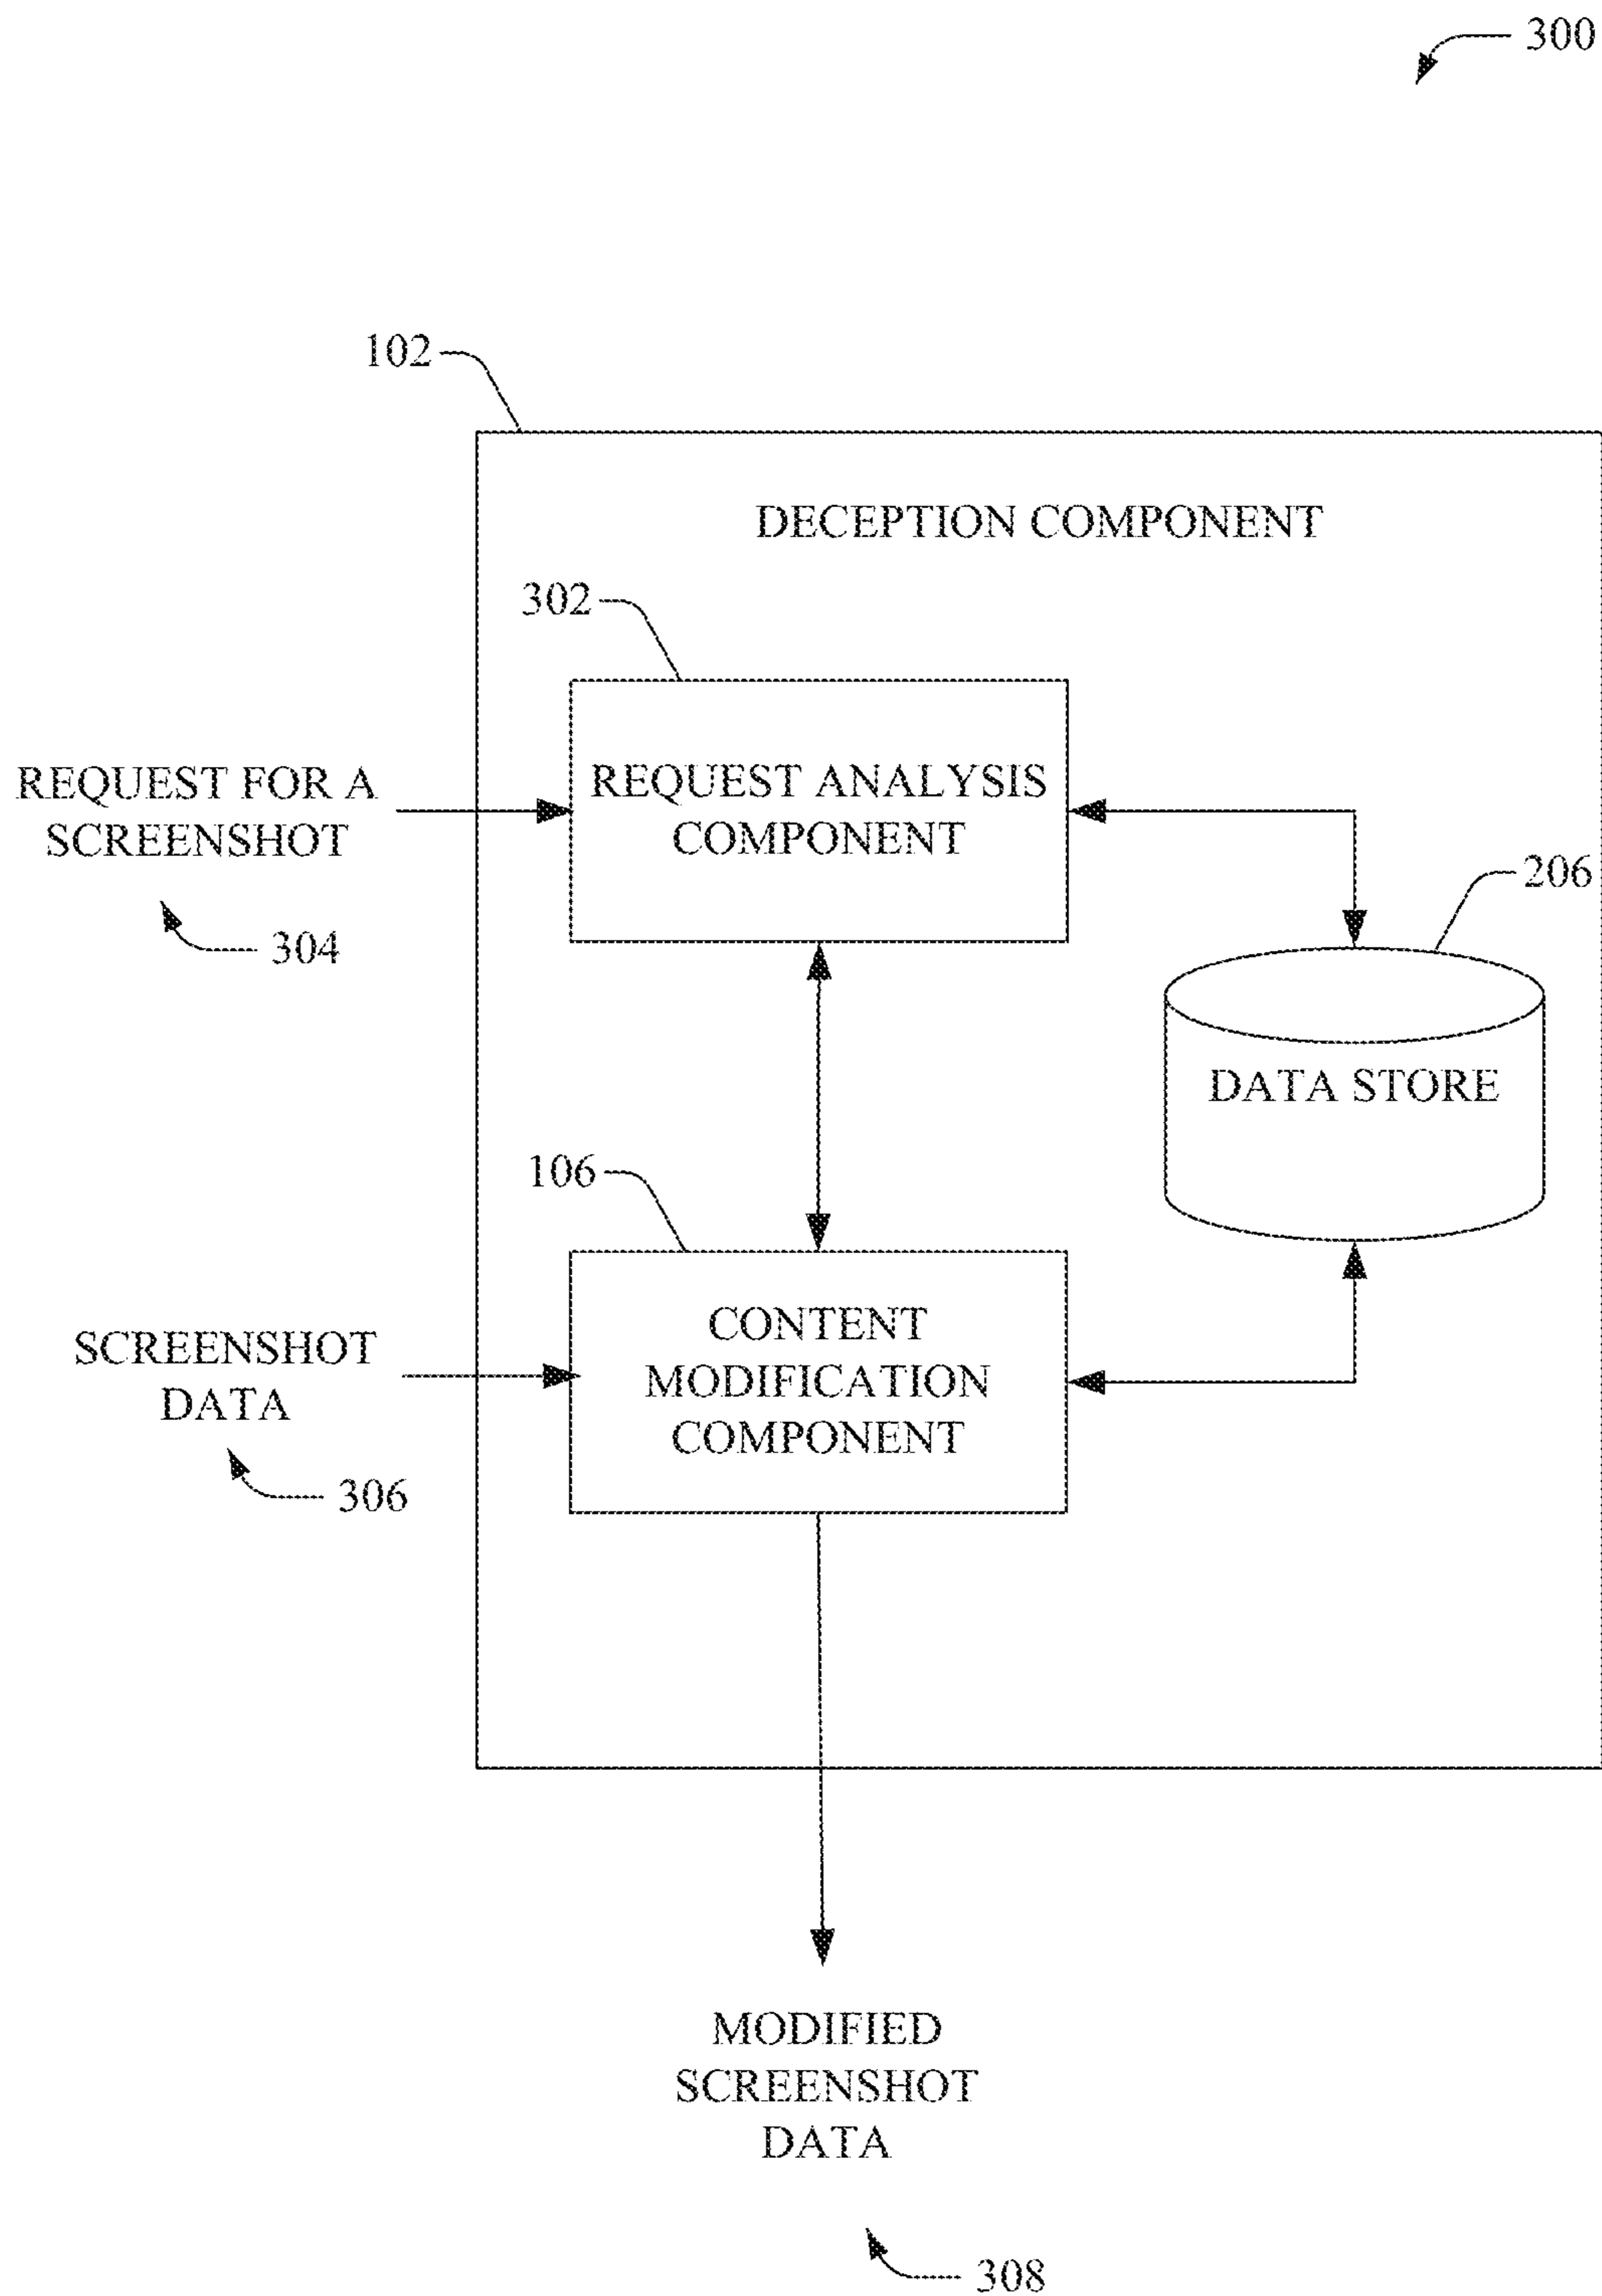 300
102
DECEPTION COMPONENT
302
REQUEST FOR A
SCREENSHOT
304
REQUEST ANALYSIS
COMPONENT
206
DATA STORE
106
SCREENSHOT
DATA
306
CONTENT
MODIFICATION
COMPONENT
MODIFIED
SCREENSHOT
DATA
308